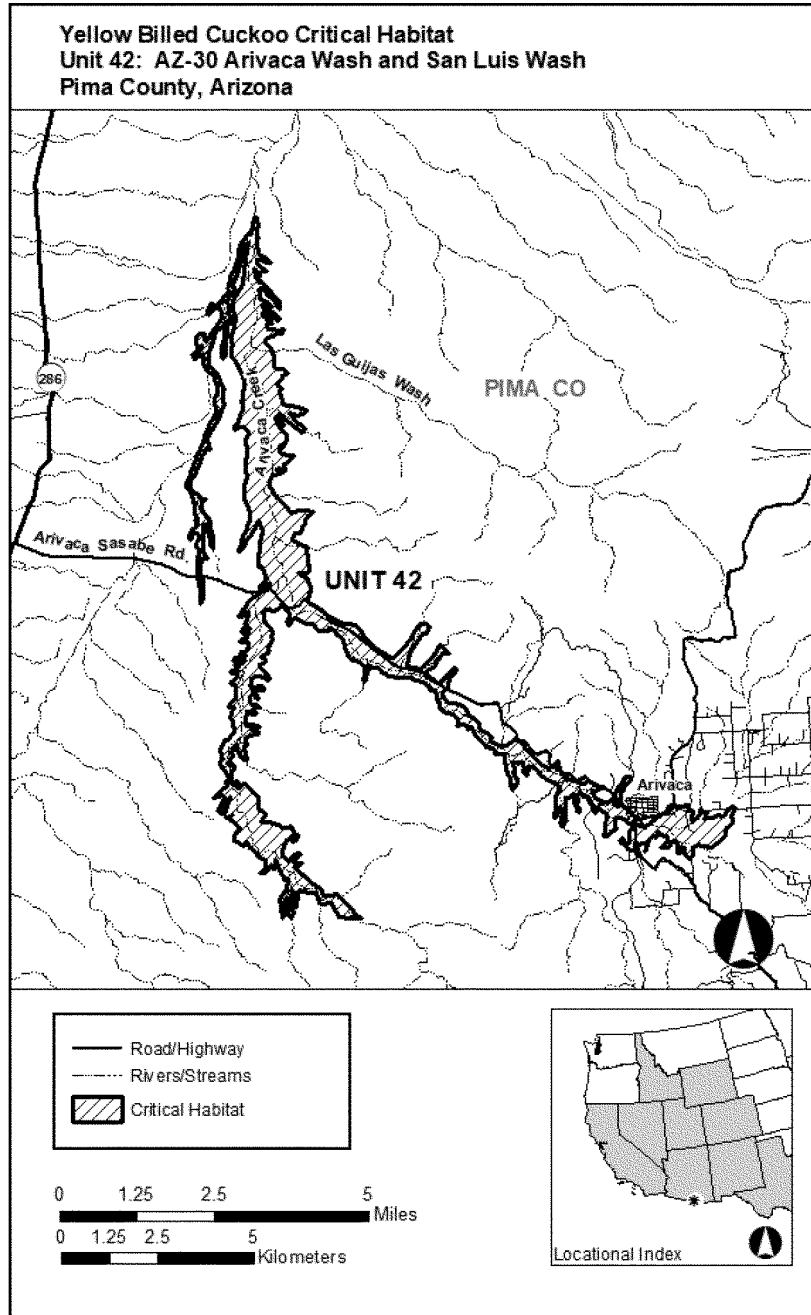 Yellow Billed Cuckoo Critical Habitat
Unit 42: AZ-30 Arivaca Wash and San Luis Wash
Pima County, Arizona
Las Guijas Wash
286
PIMA CO
Arivaca Creek
Arivaca Sasabe Rd
UNIT 42
Arivaca
Road/Highway
Rivers/Streams
Critical Habitat
0 1.25 2.5 5
Miles
0 1.25 2.5 5
Kilometers
Locational Index